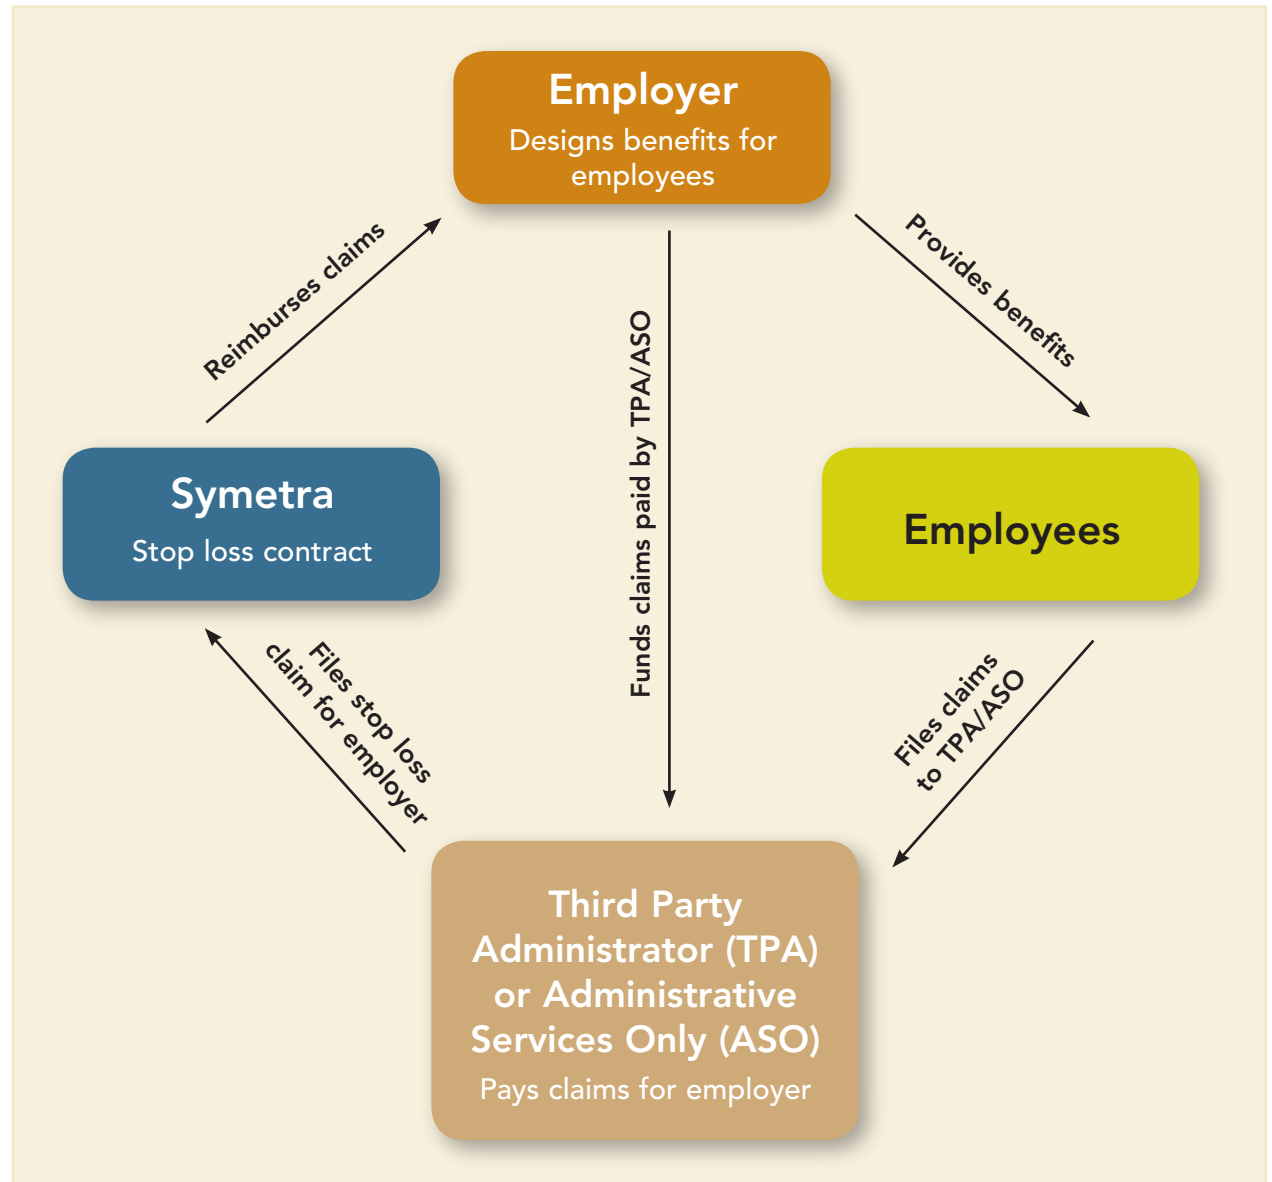 Employer
Designs benefits for
employees
Reimburses claims
Funds claims paid by TPA/ASO
Provides benefits
Symetra
Stop loss contract
Employees
Files stop loss
claim for employer
Files claims
to TPA/ASO
Third Party
Administrator (TPA)
or Administrative
Services Only (ASO)
Pays claims for employer